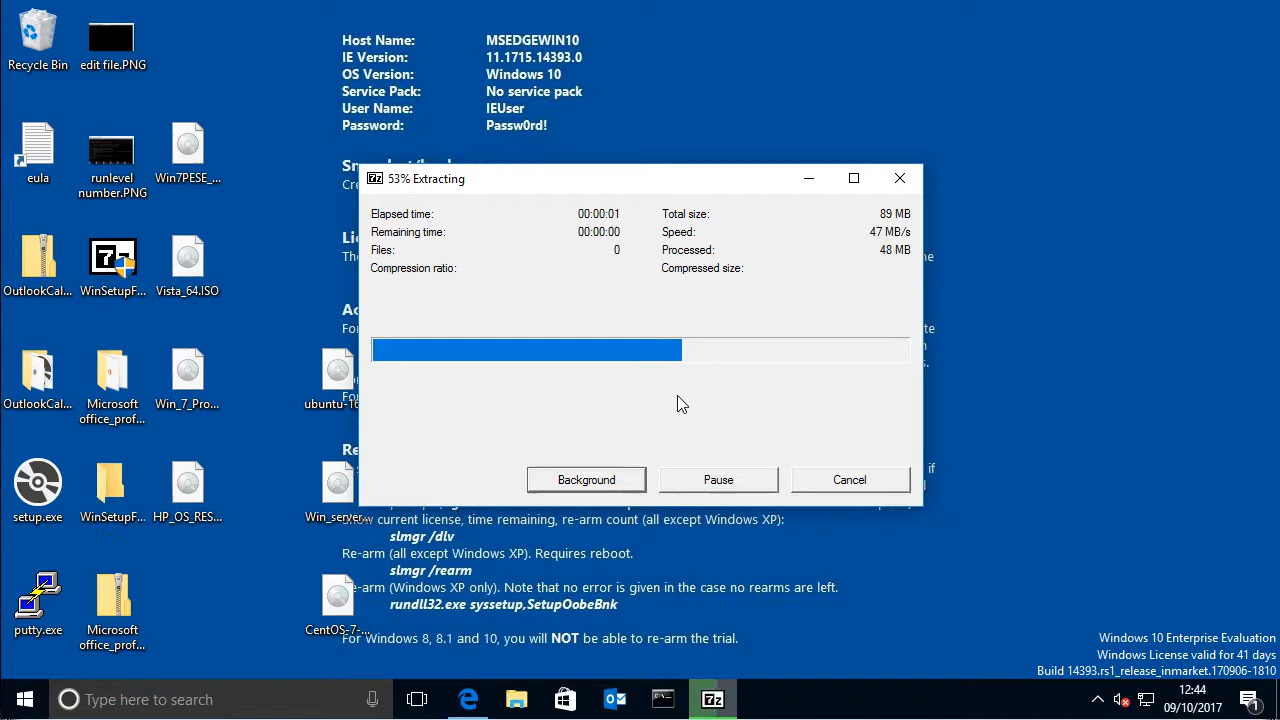 Recycle Bin
edit file.PNG
eula
runlevel
number.PNG
Win7PESE_...
OutlookCal...
WinSetupF...
Vista_64.ISO
OutlookCal...
Microsoft
office_prof...
Win_7_Pro...
ubuntu-16
setup.exe
WinSetupF...
HP_OS_RES...
Win_server
putty.exe
Microsoft
office_prof...
CentOS-7-...
Host Name: MSEDGEWIN10
IE Version: 11.1715.14393.0
OS Version: Windows 10
Service Pack: No service pack
User Name: IEUser
Password: Passw0rd!
7z 53% Extracting
Elapsed time: 00:00:01 Total size: 89 MB
Remaining time: 00:00:00 Speed: 47 MB/s
Files: 0 Processed: 48 MB
Compression ratio: Compressed size:
Background Pause Cancel
current license, time remaining, re-arm count (all except Windows XP):
slmgr /dlv
Re-arm (all except Windows XP). Requires reboot.
slmgr /rearm
Re-arm (Windows XP only). Note that no error is given in the case no rearms are left.
rundll32.exe syssetup,SetupOobeBnk
For Windows 8, 8.1 and 10, you will NOT be able to re-arm the trial.
Windows 10 Enterprise Evaluation
Windows License valid for 41 days
Build 14393.rs1_release_inmarket.170906-1810
Type here to search
12:44
09/10/2017
1